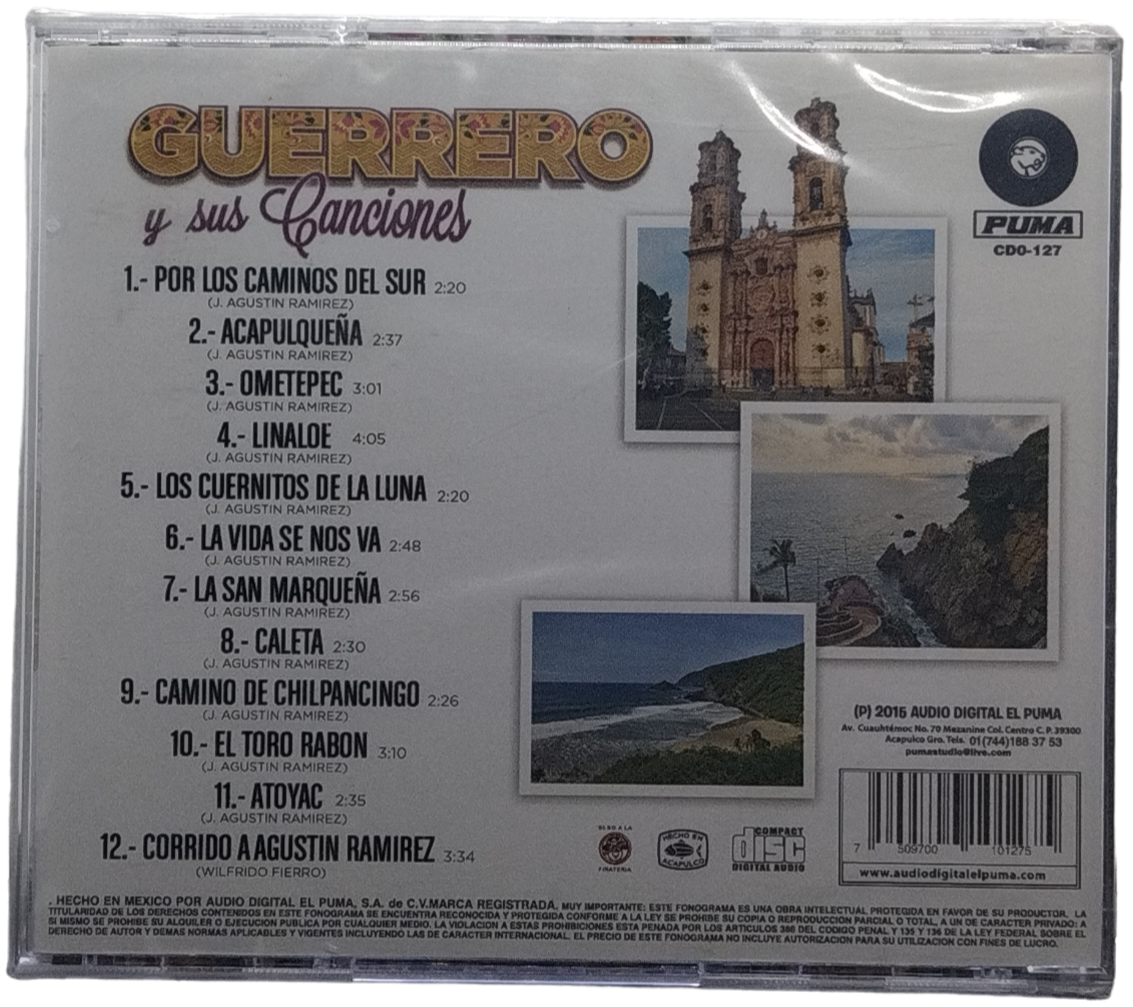 GUERRERO
y sus Canciones
1.- POR LOS CAMINOS DEL SUR 2:20
(J. AGUSTIN RAMIREZ)
2.- ACAPULQUEÑA 2:37
(J. AGUSTIN RAMIREZ)
3.- OMETEPEC 3:01
(J. AGUSTIN RAMIREZ)
4.- LINALOE 4:05
(J. AGUSTIN RAMIREZ)
5.- LOS CUERNITOS DE LA LUNA 2:20
(J. AGUSTIN RAMIREZ)
6.- LA VIDA SE NOS VA 2:48
(J. AGUSTIN RAMIREZ)
7.- LA SAN MARQUEÑA 2:56
(J. AGUSTIN RAMIREZ)
8.- CALETA 2:30
(J. AGUSTIN RAMIREZ)
9.- CAMINO DE CHILPANCINGO 2:26
(J. AGUSTIN RAMIREZ)
10.- EL TORO RABON 3:10
(J. AGUSTIN RAMIREZ)
11.- ATOYAC 2:35
(J. AGUSTIN RAMIREZ)
12.- CORRIDO A AGUSTIN RAMIREZ 3:34
(WILFRIDO FIERRO)
PUMA
CDO-127
(P) 2015 AUDIO DIGITAL EL PUMA
Av. Cuauhtémoc No. 70 Mezanine Col. Centro C.P. 39300
Acapulco Gro. Tels. 01(744)188 37 53
pumastudio@live.com
7 509700 101275
www.audiodigitalelpuma.com
DI NO A LA
PIRATERIA
HECHO EN
ACAPULCO
COMPACT
disc
DIGITAL AUDIO
. HECHO EN MEXICO POR AUDIO DIGITAL EL PUMA, S.A. de C.V.MARCA REGISTRADA, MUY IMPORTANTE: ESTE FONOGRAMA ES UNA OBRA INTELECTUAL PROTEGIDA EN FAVOR DE SU PRODUCTOR. LA
TITULARIDAD DE LOS DERECHOS CONTENIDOS EN ESTE FONOGRAMA SE ENCUENTRA RECONOCIDA Y PROTEGIDA CONFORME A LA LEY SE PROHIBE SU COPIA O REPRODUCCION PARCIAL O TOTAL, A UN DE CARACTER PRIVADO: A
SI MISMO SE PROHIBE SU ALQUILER O EJECUCION PUBLICA POR CUALQUIER MEDIO. LA VIOLACION A ESTAS PROHIBICIONES ESTA PENADA POR LOS ARTICULOS 386 DEL CODIGO PENAL Y 135 Y 136 DE LA LEY FEDERAL SOBRE EL
DERECHO DE AUTOR Y DEMAS NORMAS APLICABLES Y VIGENTES INCLUYENDO LAS DE CARACTER INTERNACIONAL. EL PRECIO DE ESTE FONOGRAMA NO INCLUYE AUTORIZACION PARA SU UTILIZACION CON FINES DE LUCRO.